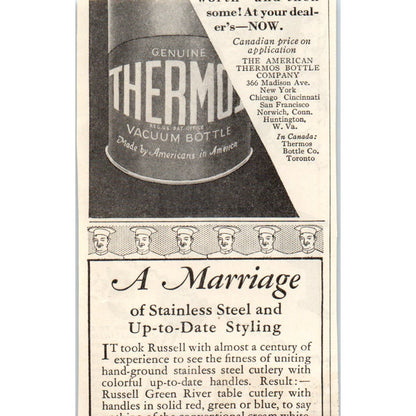 some! At your deal-
er's—NOW.
Canadian price on
application
THE AMERICAN
THERMOS BOTTLE
COMPANY
366 Madison Ave.
New York
Chicago Cincinnati
San Francisco
Norwich, Conn.
Huntington,
W. Va.
In Canada:
Thermos
Bottle Co.
Toronto
GENUINE
THERMOS
REG. US. PAT. OFFICE
VACUUM BOTTLE
Made by Americans in America
A Marriage
of Stainless Steel and
Up-to-Date Styling
IT took Russell with almost a century of
experience to see the fitness of uniting
hand-ground stainless steel cutlery with
colorful up-to-date handles. Result:—
Russell Green River table cutlery with
handles in solid red, green or blue, to say